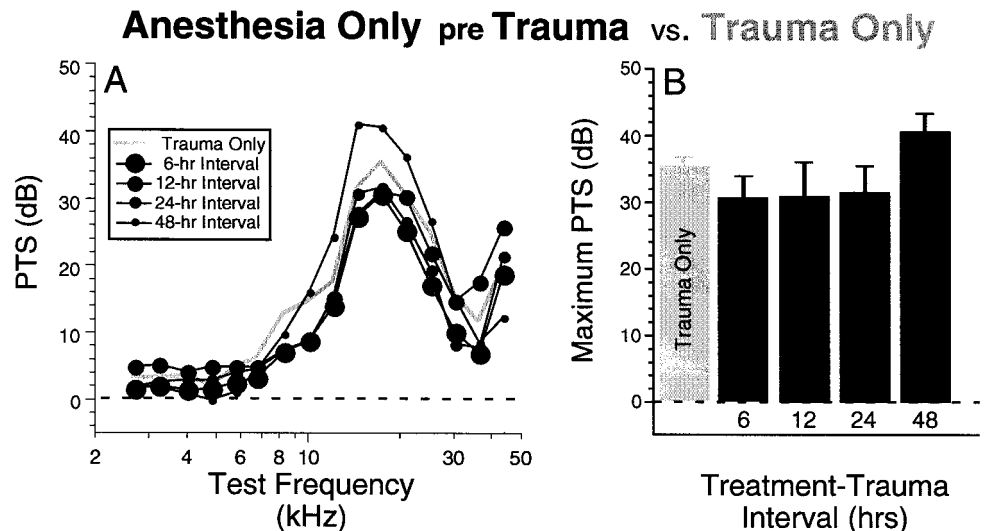 Anesthesia Only pre Trauma vs. Trauma Only
A
50
40
30
20
10
0
PTS (dB)
Trauma Only
6-hr Interval
12-hr Interval
24-hr Interval
48-hr Interval
2 4 6 8 10 30 50
Test Frequency
(kHz)
B
50
40
30
20
10
0
Maximum PTS (dB)
Trauma Only
6 12 24 48
Treatment-Trauma
Interval (hrs)